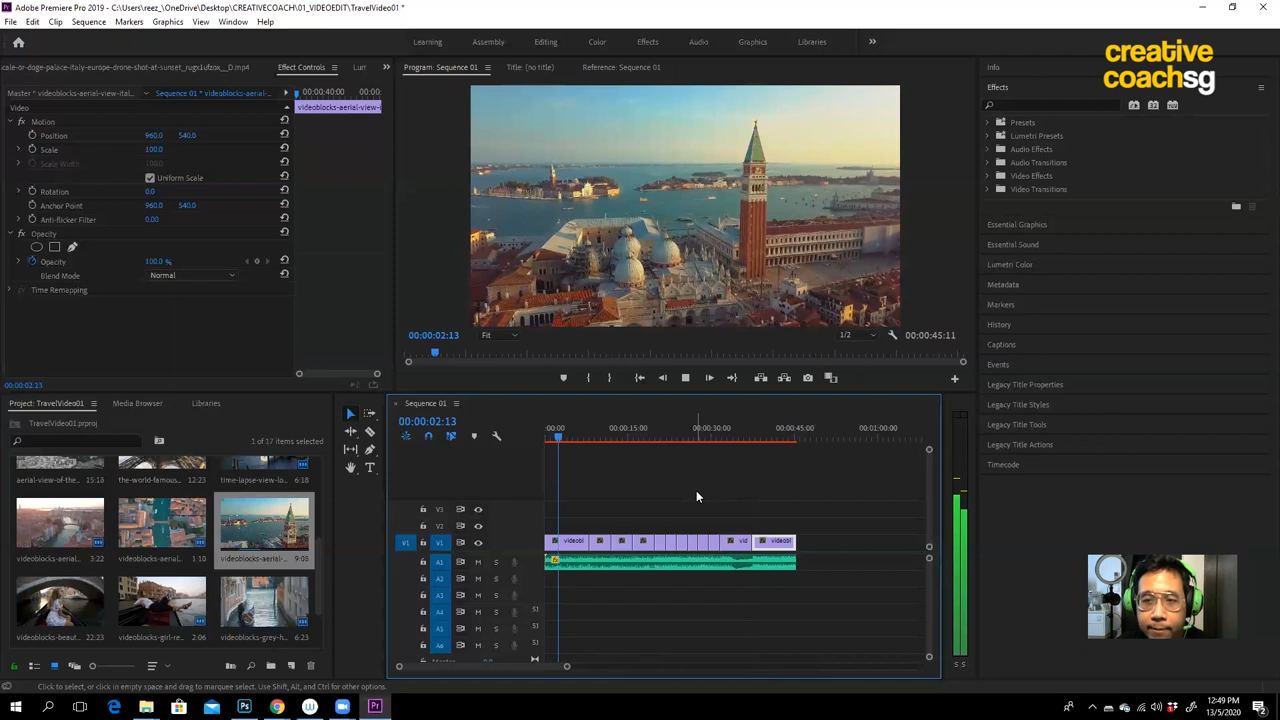 Adobe Premiere Pro 2019 - C:\Users\reez_\OneDrive\Desktop\CREATIVECOACH\01_VIDEOEDIT\TravelVideo01 *
File Edit Clip Sequence Markers Graphics View Window Help
Learning Assembly Editing Color Effects Audio Graphics Libraries
creative
coachsg
Effect Controls
Program: Sequence 01
Title: (no title)
Reference: Sequence 01
Info
Effects
Master * videoblocks-aerial-view-ital...
Sequence 01 * videoblocks-aerial-...
00:00:40:00
00:00:
Video
videoblocks-aerial-view-i
Motion
Position 960.0 540.0
Scale 100.0
Scale Width 100.0
Uniform Scale
Rotation 0.0
Anchor Point 960.0 540.0
Anti-flicker Filter 0.00
Opacity
Opacity 100.0 %
Blend Mode Normal
Time Remapping
00:00:02:13
00:00:02:13 Fit 1/2 00:00:45:11
Presets
Lumetri Presets
Audio Effects
Audio Transitions
Video Effects
Video Transitions
Essential Graphics
Essential Sound
Lumetri Color
Metadata
Markers
History
Captions
Events
Legacy Title Properties
Legacy Title Styles
Legacy Title Tools
Legacy Title Actions
Timecode
Project: TravelVideo01 Media Browser Libraries
TravelVideo01.prproj
1 of 17 items selected
aerial-view-of-the... 15:18 the-world-famous... 12:23 time-lapse-view-lo... 6:18
videoblocks-aerial... 3:22 videoblocks-aerial... 1:10 videoblocks-aerial-... 9:08
videoblocks-beaut... 22:23 videoblocks-girl-re... 2:06 videoblocks-grey-h... 6:23
Sequence 01
00:00:02:13
:00:00 00:00:15:00 00:00:30:00 00:00:45:00 00:01:00:00
V3
V2
V1 V1
videobl vid videobl
A1 M S
A2 M S
A3 M S
A4 M S S1
A5 M S S1
A6 M S S1
Master 0.0
S S
Click to select, or click in empty space and drag to marquee select. Use Shift, Alt, and Ctrl for other options.
12:49 PM
13/5/2020